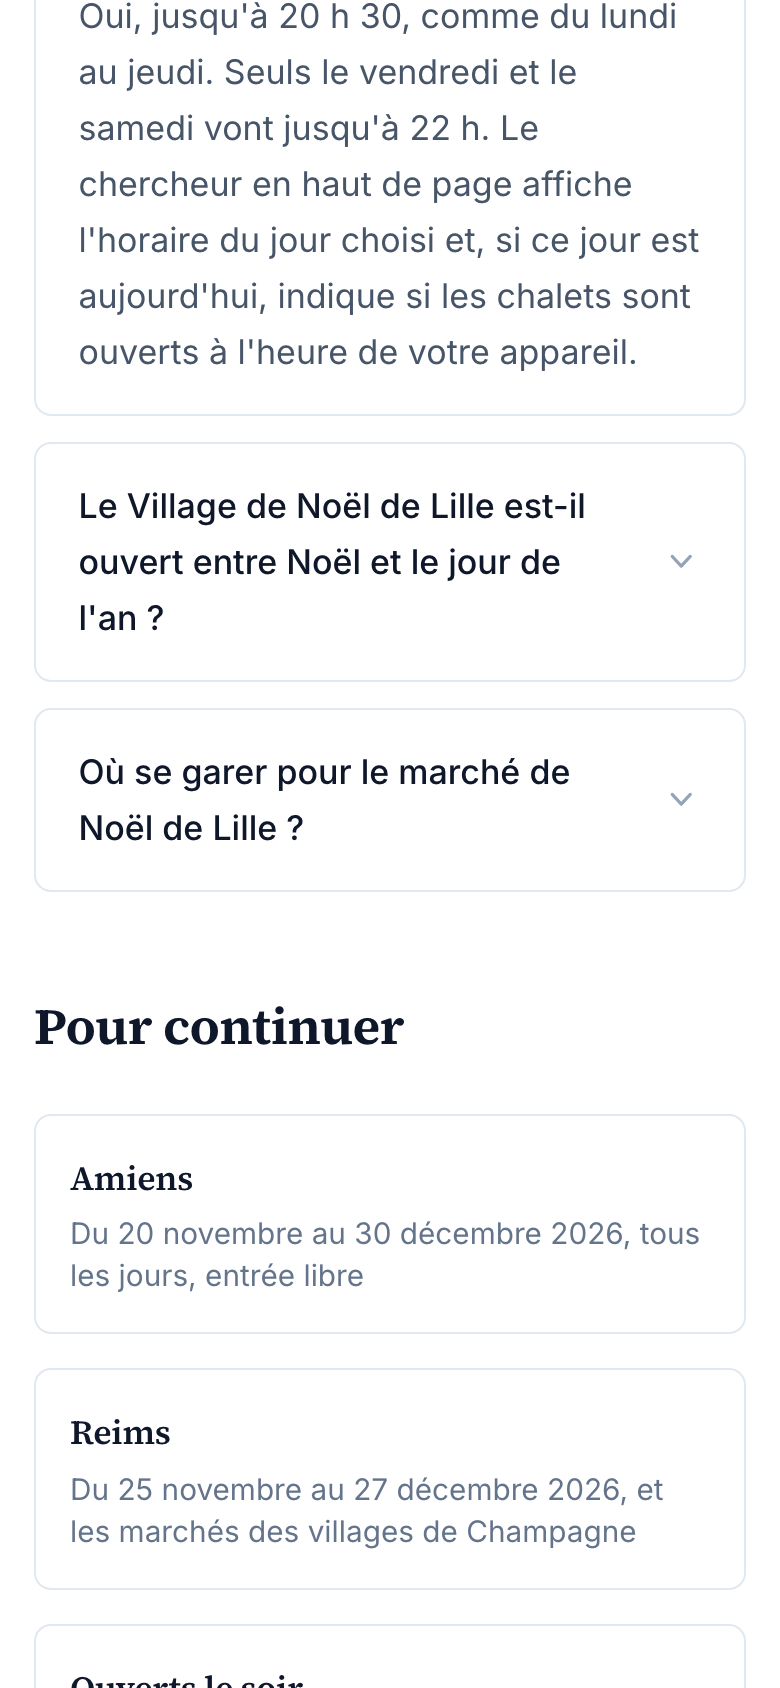 Oui, jusqu'à 20 h 30, comme du lundi
au jeudi. Seuls le vendredi et le
samedi vont jusqu'à 22 h. Le
chercheur en haut de page affiche
l'horaire du jour choisi et, si ce jour est
aujourd'hui, indique si les chalets sont
ouverts à l'heure de votre appareil.
Le Village de Noël de Lille est-il
ouvert entre Noël et le jour de
l'an ?
Où se garer pour le marché de
Noël de Lille ?
Pour continuer
Amiens
Du 20 novembre au 30 décembre 2026, tous
les jours, entrée libre
Reims
Du 25 novembre au 27 décembre 2026, et
les marchés des villages de Champagne
Ouverts le soir